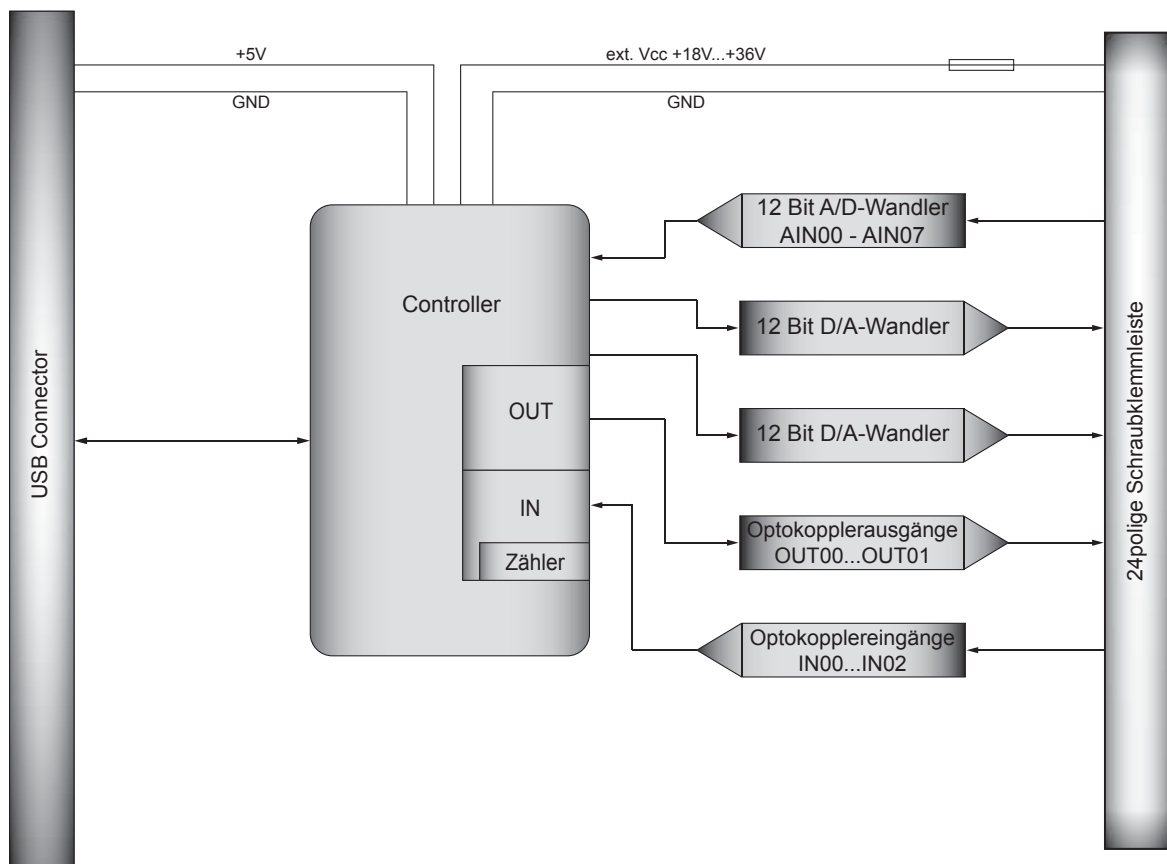 +5V
GND
ext. Vcc +18V...+36V
GND
USB Connector
Controller
OUT
IN
Zähler
12 Bit A/D-Wandler
AIN00 - AIN07
12 Bit D/A-Wandler
12 Bit D/A-Wandler
Optokopplerausgänge
OUT00...OUT01
Optokopplereingänge
IN00...IN02
24polige Schraubklemmleiste